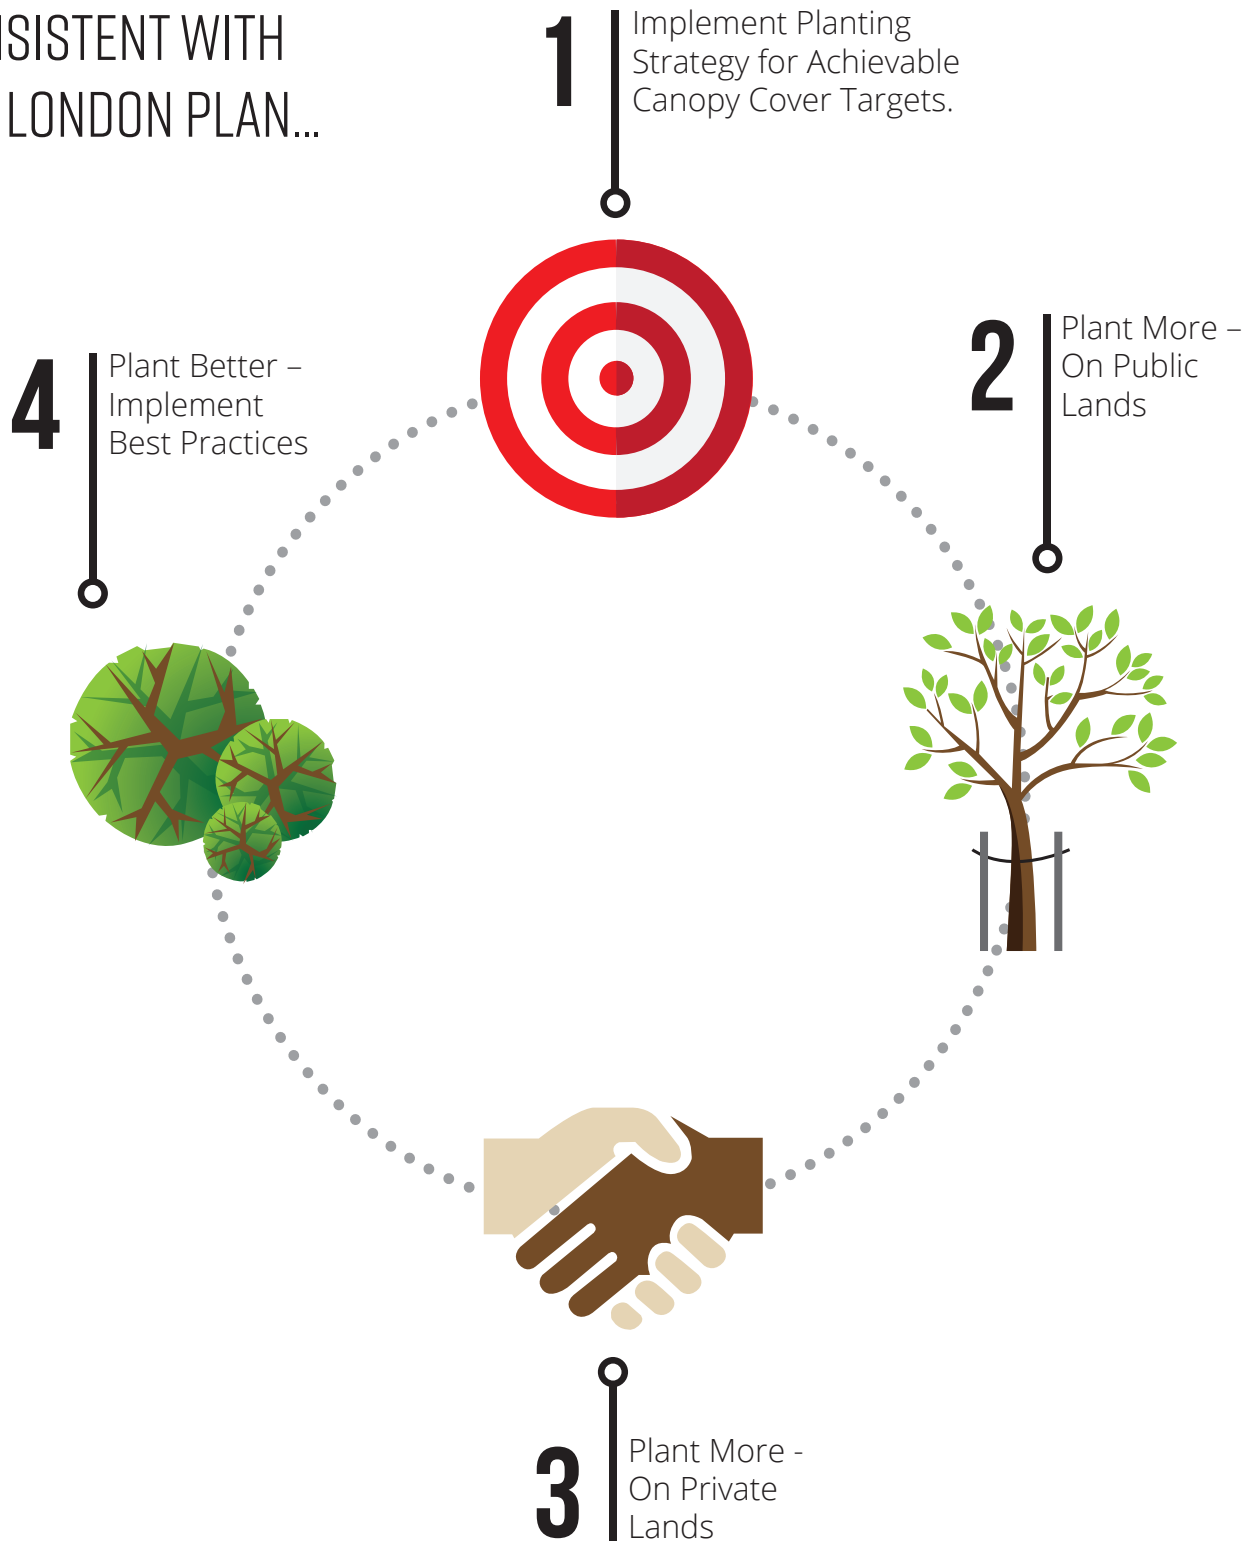 NSISTENT WITH
LONDON PLAN...
1
Implement Planting
Strategy for Achievable
Canopy Cover Targets.
2
Plant More –
On Public
Lands
3
Plant More -
On Private
Lands
4
Plant Better –
Implement
Best Practices